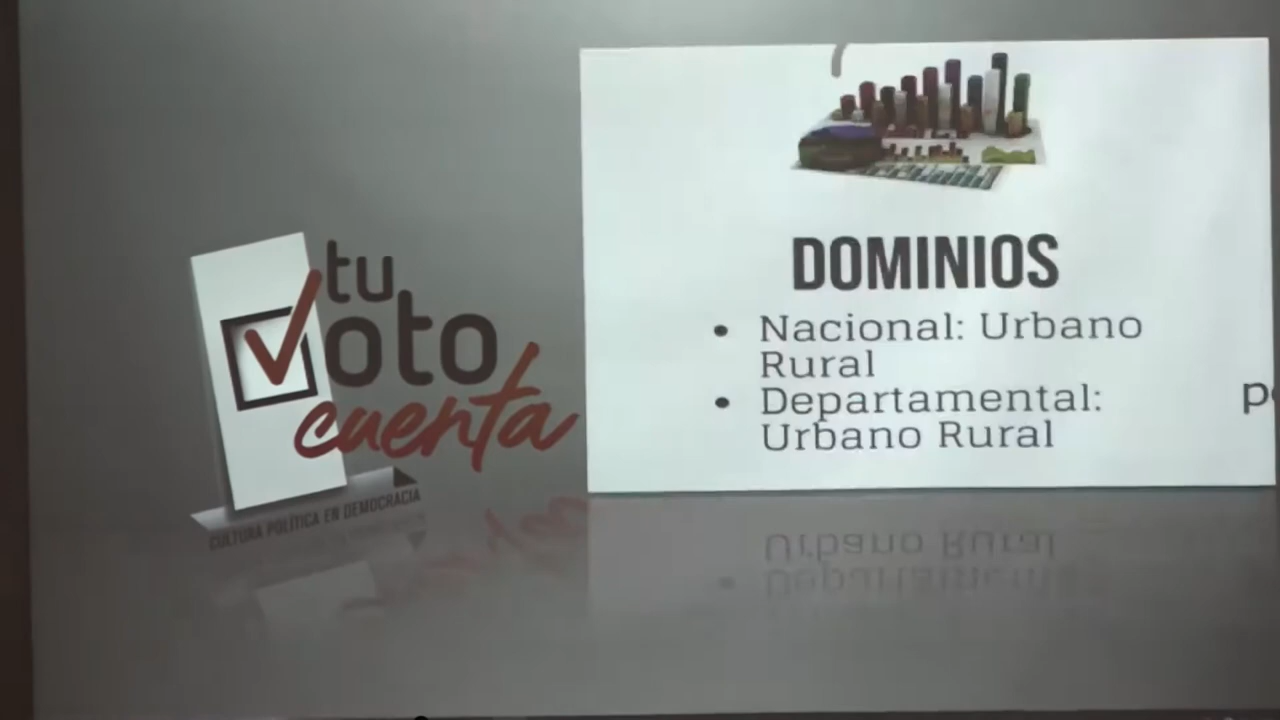 tu
voto
cuenta
CULTURA POLÍTICA EN DEMOCRACIA
DOMINIOS
• Nacional: Urbano
Rural
• Departamental:
Urbano Rural